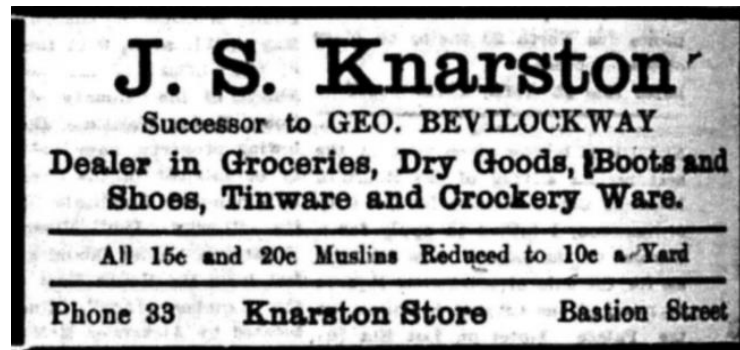 J. S. Knarston
Successor to GEO. BEVILOCKWAY
Dealer in Groceries, Dry Goods, Boots and
Shoes, Tinware and Crockery Ware.
All 15c and 20c Muslins Reduced to 10c a Yard
Phone 33 Knarston Store Bastion Street